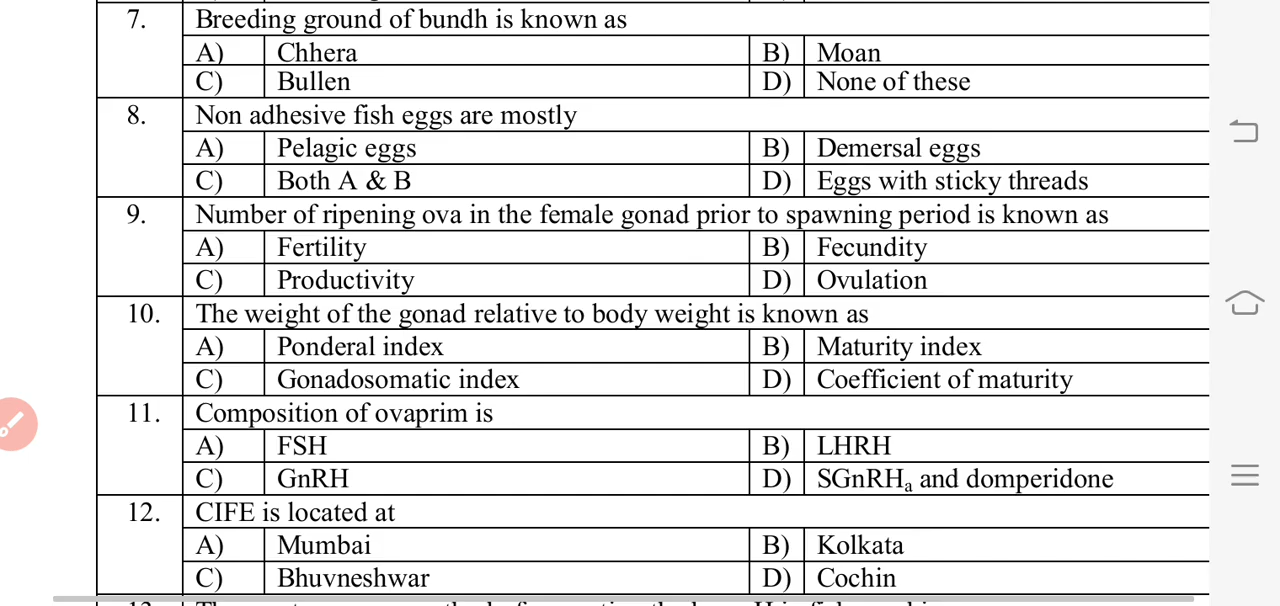 7. Breeding ground of bundh is known as
A) Chhera B) Moan
C) Bullen D) None of these
8. Non adhesive fish eggs are mostly
A) Pelagic eggs B) Demersal eggs
C) Both A & B D) Eggs with sticky threads
9. Number of ripening ova in the female gonad prior to spawning period is known as
A) Fertility B) Fecundity
C) Productivity D) Ovulation
10. The weight of the gonad relative to body weight is known as
A) Ponderal index B) Maturity index
C) Gonadosomatic index D) Coefficient of maturity
11. Composition of ovaprim is
A) FSH B) LHRH
C) GnRH D) SGnRHₐ and domperidone
12. CIFE is located at
A) Mumbai B) Kolkata
C) Bhuvneshwar D) Cochin